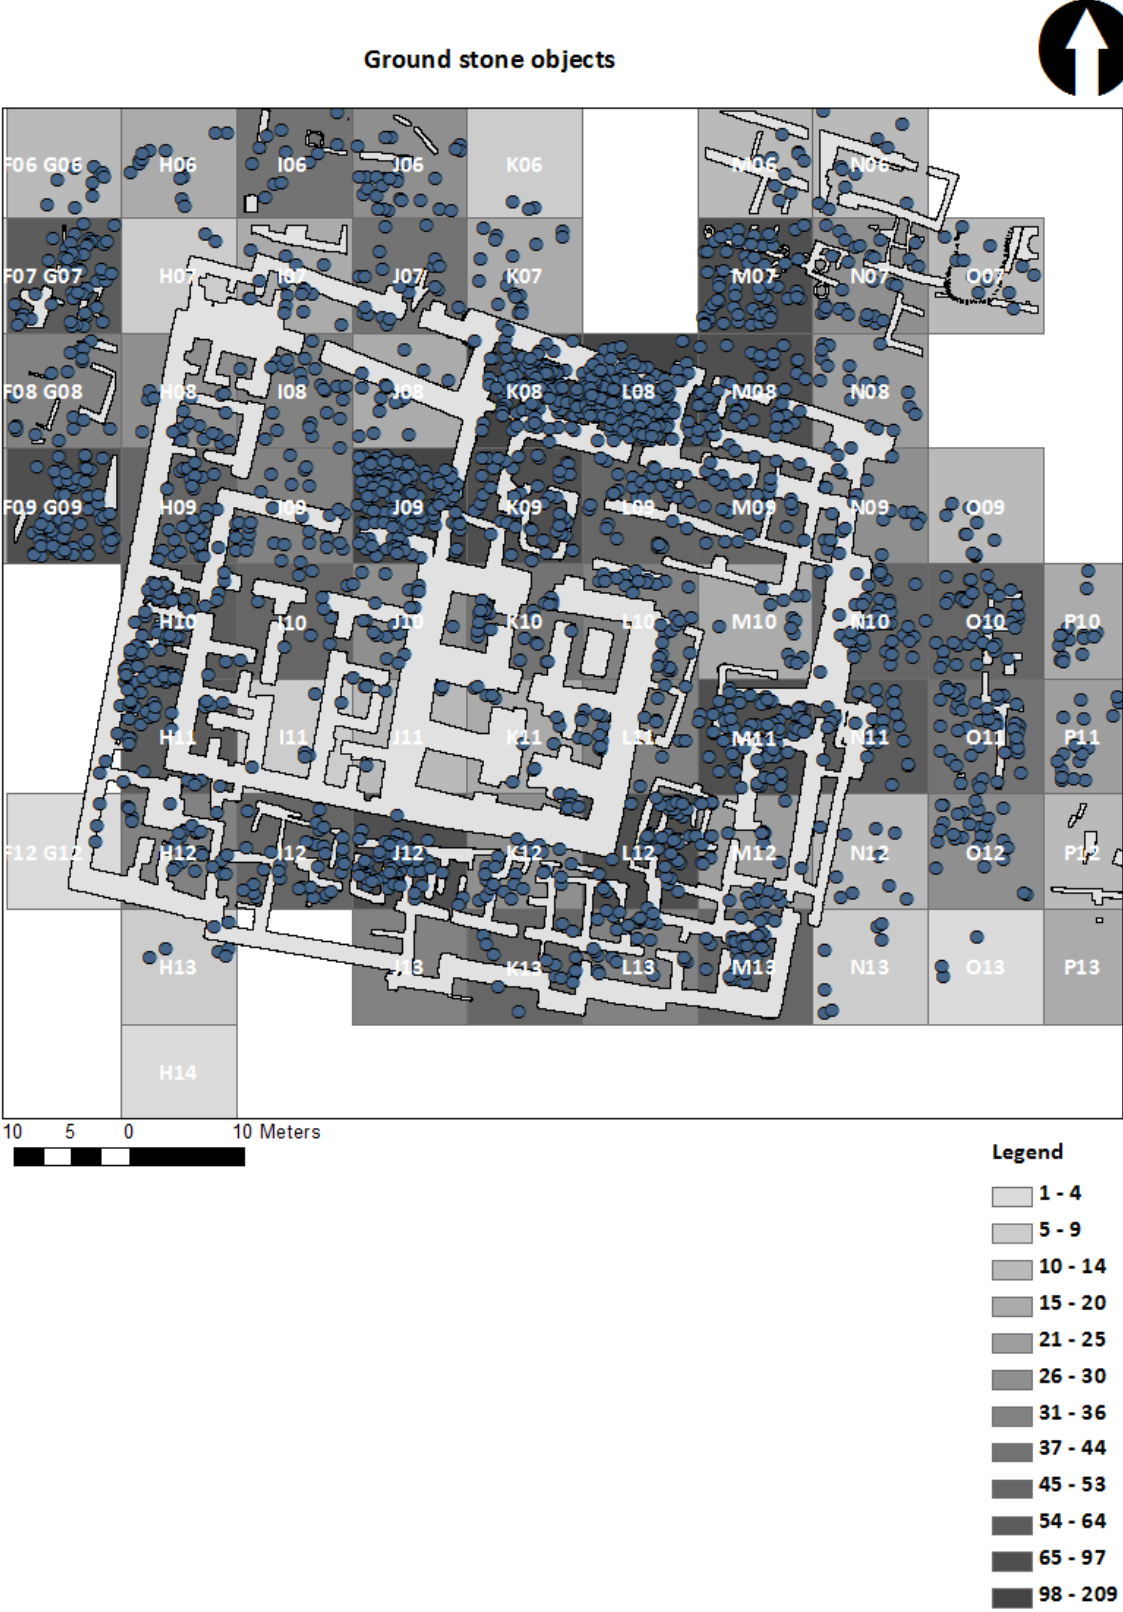 Ground stone objects
F06 G06 H06 I06 J06 K06 M06 N06
F07 G07 H07 I07 J07 K07 M07 N07 O07
F08 G08 H08 I08 J08 K08 L08 M08 N08
F09 G09 H09 I09 J09 K09 L09 M09 N09 O09
H10 I10 J10 K10 L10 M10 N10 O10 P10
H11 I11 J11 K11 L11 M11 N11 O11 P11
F12 G12 H12 I12 J12 K12 L12 M12 N12 O12 P12
H13 J13 K13 L13 M13 N13 O13 P13
H14
10 5 0 10 Meters
Legend
1 - 4
5 - 9
10 - 14
15 - 20
21 - 25
26 - 30
31 - 36
37 - 44
45 - 53
54 - 64
65 - 97
98 - 209